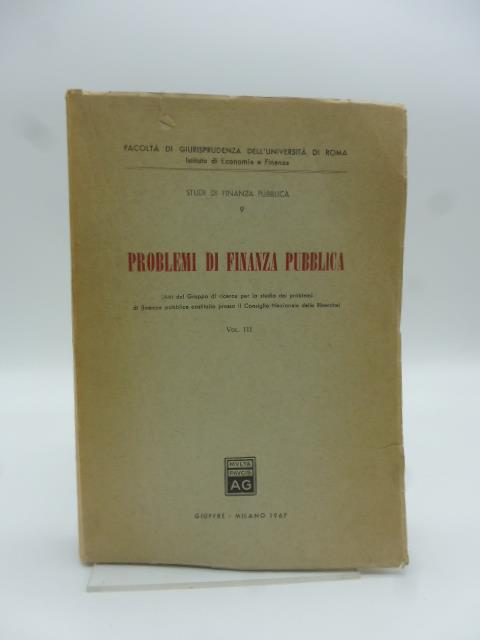 FACOLTÀ DI GIURISPRUDENZA DELL'UNIVERSITÀ DI ROMA
Istituto di Economia e Finanza
STUDI DI FINANZA PUBBLICA
9
PROBLEMI DI FINANZA PUBBLICA
(Atti del Gruppo di ricerca per lo studio dei problemi
di finanza pubblica costituito presso il Consiglio Nazionale delle Ricerche)
VOL. III
MVLTA
PAVCIS
AG
GIUFFRÈ - MILANO 1967